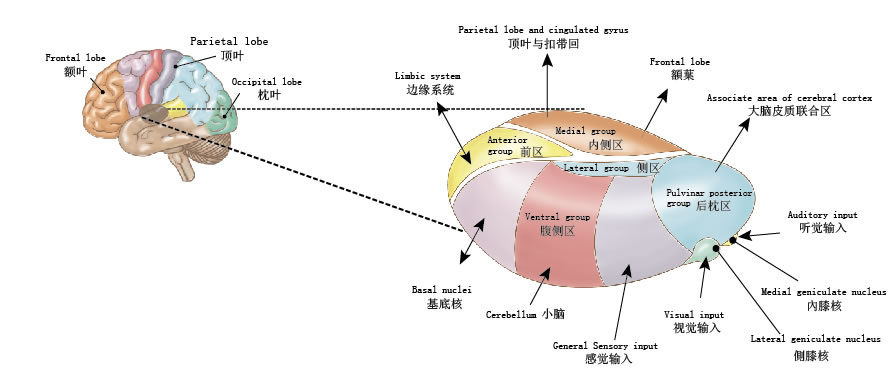 Frontal lobe
额叶
Parietal lobe
顶叶
Occipital lobe
枕叶
Parietal lobe and cingulated gyrus
顶叶与扣带回
Limbic system
边缘系统
Frontal lobe
額葉
Associate area of cerebral cortex
大脑皮质联合区
Medial group
内侧区
Anterior
group 前区
Lateral group 侧区
Pulvinar posterior
group 后枕区
Ventral group
腹侧区
Auditory input
听觉输入
Basal nuclei
基底核
Cerebellum 小脑
General Sensory input
感觉输入
Visual input
视觉输入
Medial geniculate nucleus
内膝核
Lateral geniculate nucleus
侧膝核